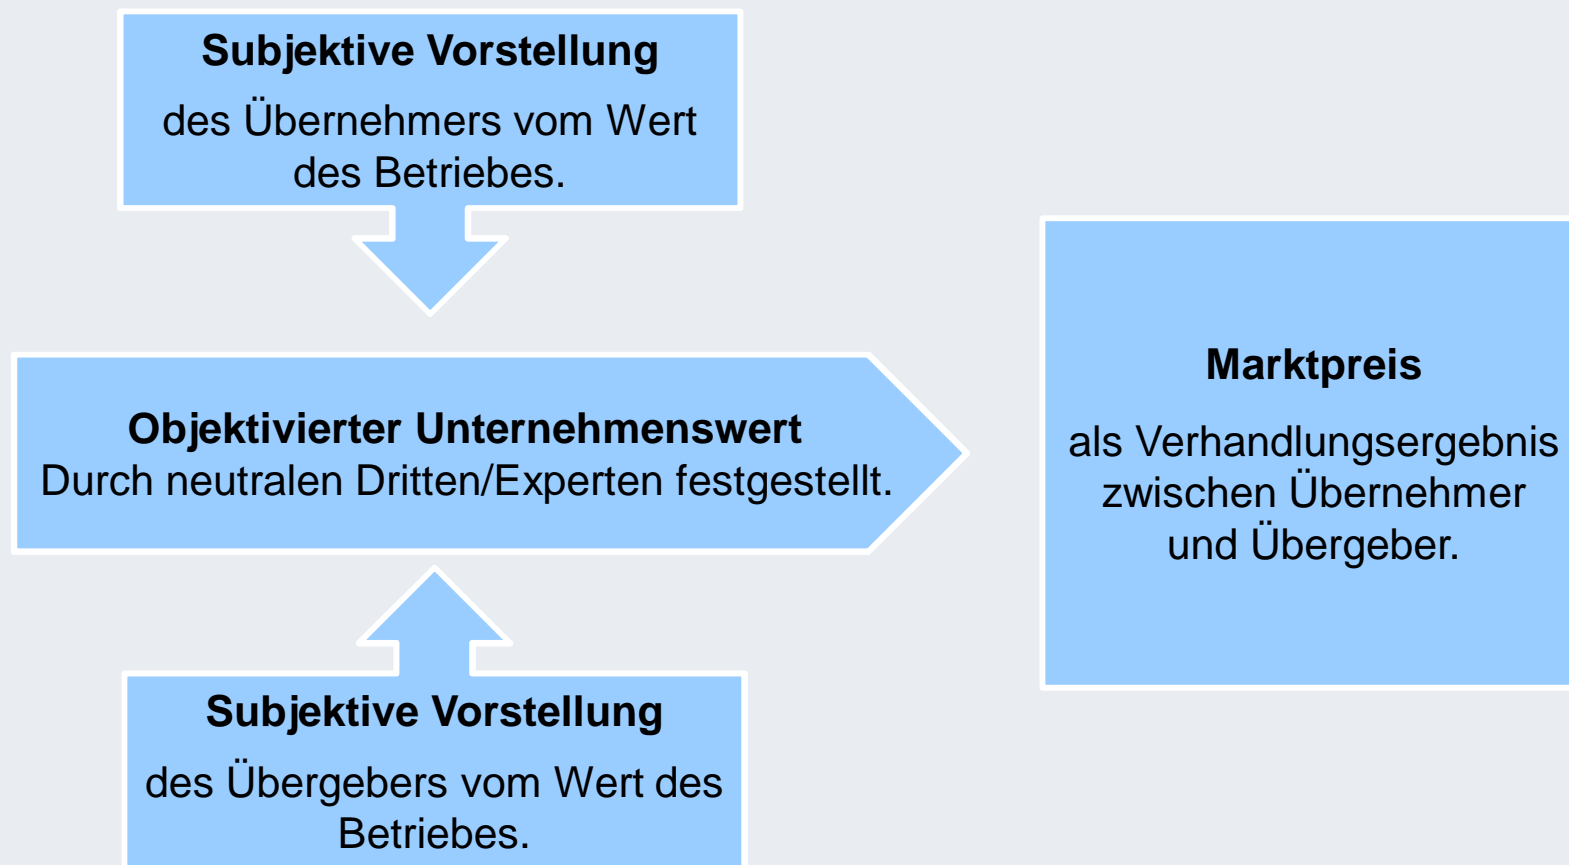 Subjektive Vorstellung
des Übernehmers vom Wert
des Betriebes.
Objektivierter Unternehmenswert
Durch neutralen Dritten/Experten festgestellt.
Marktpreis
als Verhandlungsergebnis
zwischen Übernehmer
und Übergeber.
Subjektive Vorstellung
des Übergebers vom Wert des
Betriebes.